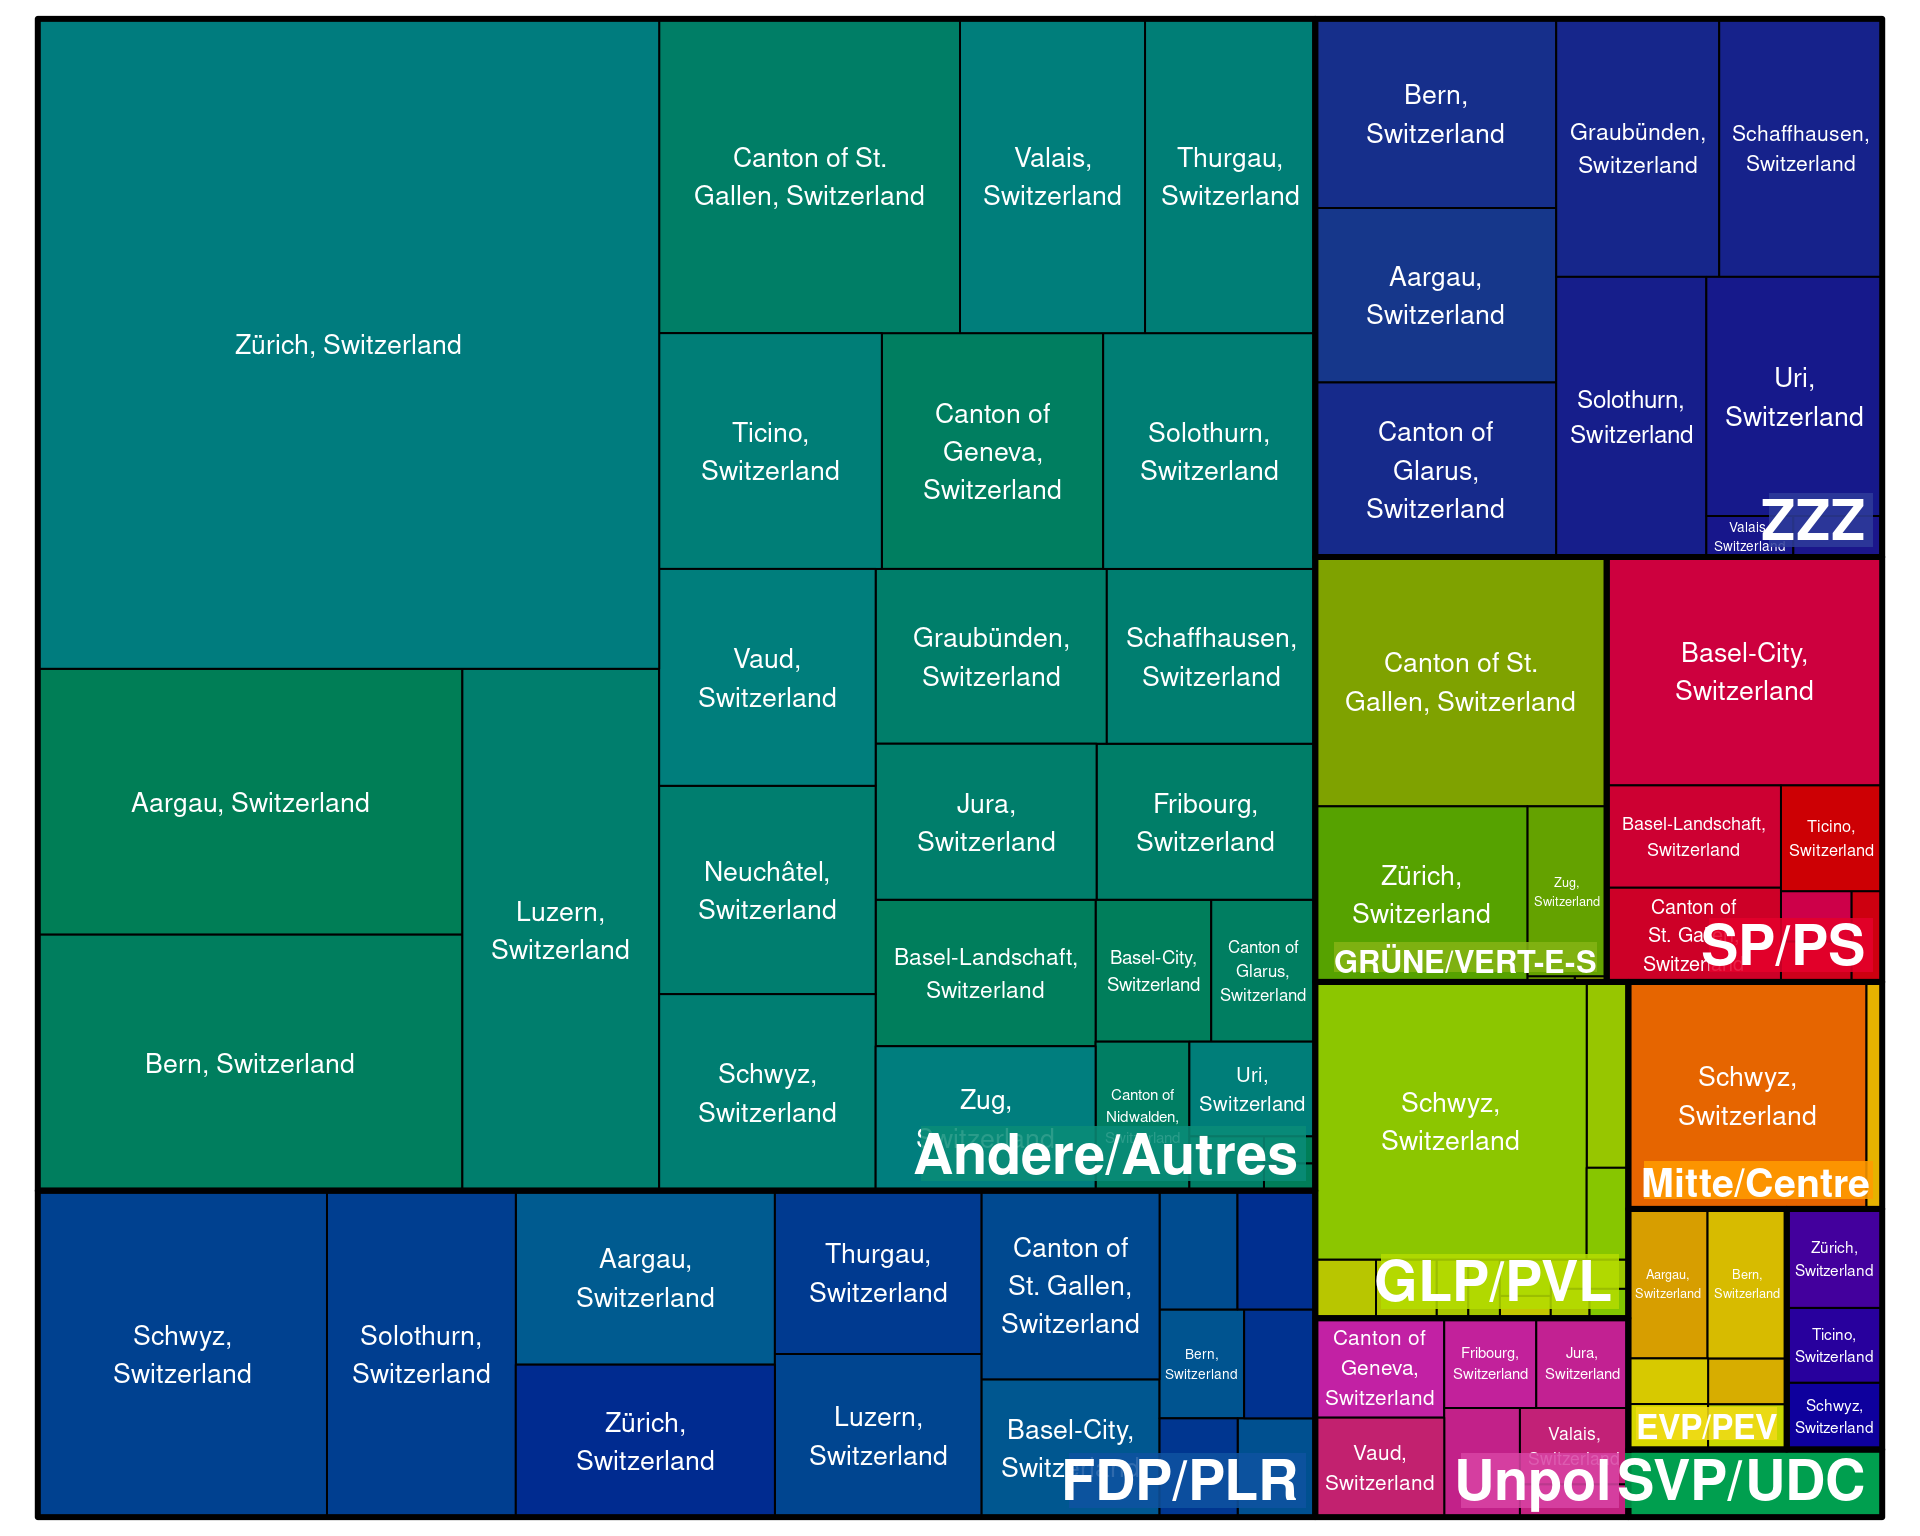 Zürich, Switzerland
Aargau, Switzerland
Bern, Switzerland
Luzern,
Switzerland
Canton of St.
Gallen, Switzerland
Valais,
Switzerland
Thurgau,
Switzerland
Ticino,
Switzerland
Canton of
Geneva,
Switzerland
Solothurn,
Switzerland
Vaud,
Switzerland
Graubünden,
Switzerland
Schaffhausen,
Switzerland
Neuchâtel,
Switzerland
Jura,
Switzerland
Fribourg,
Switzerland
Schwyz,
Switzerland
Basel-Landschaft,
Switzerland
Basel-City,
Switzerland
Canton of
Glarus,
Switzerland
Zug,
Switzerland
Canton of
Nidwalden,
Switzerland
Uri,
Switzerland
Andere/Autres
Schwyz,
Switzerland
Solothurn,
Switzerland
Aargau,
Switzerland
Zürich,
Switzerland
Thurgau,
Switzerland
Luzern,
Switzerland
Canton of
St. Gallen,
Switzerland
Basel-City,
Switzerland
Bern,
Switzerland
FDP/PLR
Bern,
Switzerland
Aargau,
Switzerland
Canton of
Glarus,
Switzerland
Graubünden,
Switzerland
Schaffhausen,
Switzerland
Solothurn,
Switzerland
Uri,
Switzerland
Valais,
Switzerland
ZZZ
Canton of St.
Gallen, Switzerland
Zürich,
Switzerland
Zug,
Switzerland
GRÜNE/VERT-E-S
Basel-City,
Switzerland
Basel-Landschaft,
Switzerland
Ticino,
Switzerland
Canton of
St. Gallen,
Switzerland
SP/PS
Schwyz,
Switzerland
GLP/PVL
Schwyz,
Switzerland
Mitte/Centre
Aargau,
Switzerland
Bern,
Switzerland
EVP/PEV
Zürich,
Switzerland
Ticino,
Switzerland
Schwyz,
Switzerland
SVP/UDC
Canton of
Geneva,
Switzerland
Fribourg,
Switzerland
Jura,
Switzerland
Vaud,
Switzerland
Valais,
Switzerland
Unpol